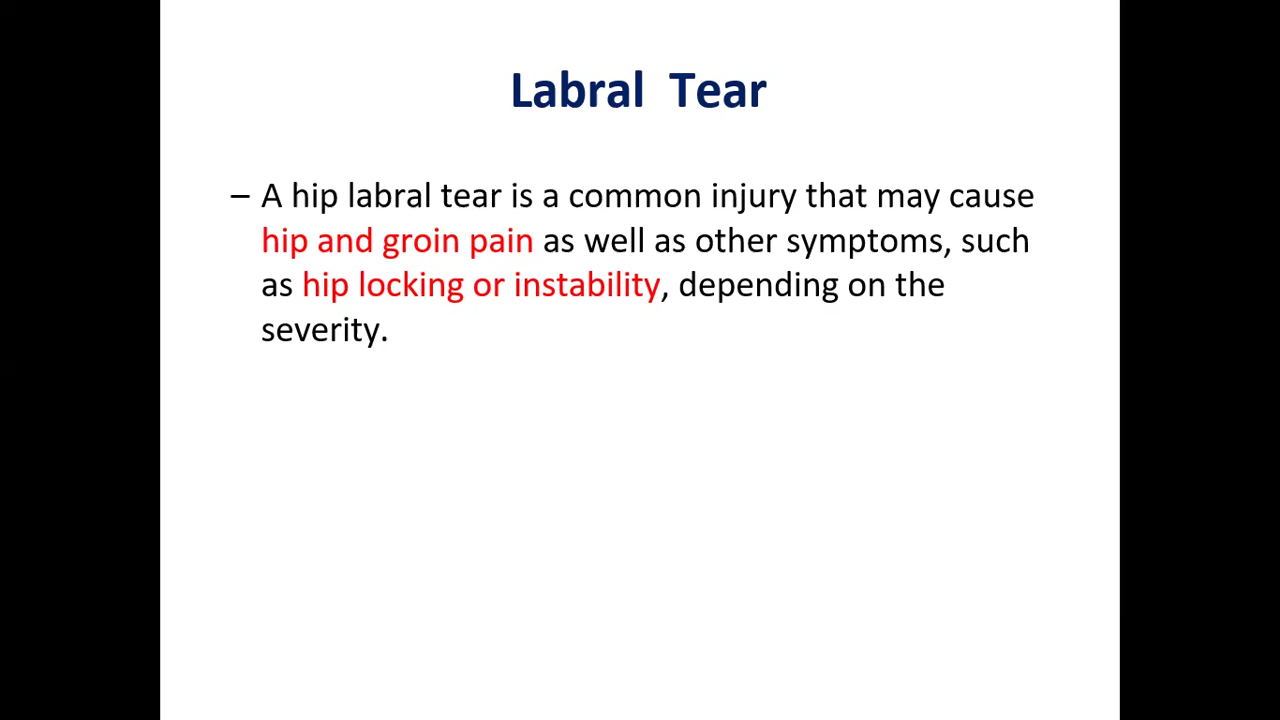 Labral  Tear
– A hip labral tear is a common injury that may cause
hip and groin pain as well as other symptoms, such
as hip locking or instability, depending on the
severity.